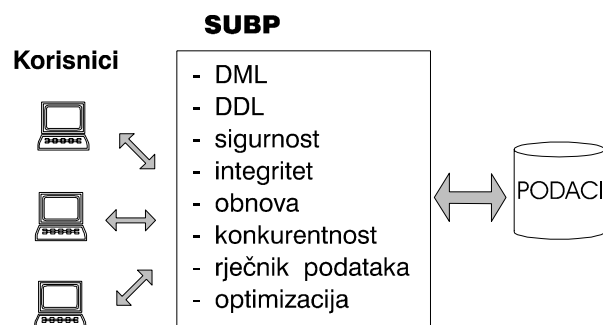 SUBP
Korisnici
- DML
- DDL
- sigurnost
- integritet
- obnova
- konkurentnost
- rječnik podataka
- optimizacija
PODACI